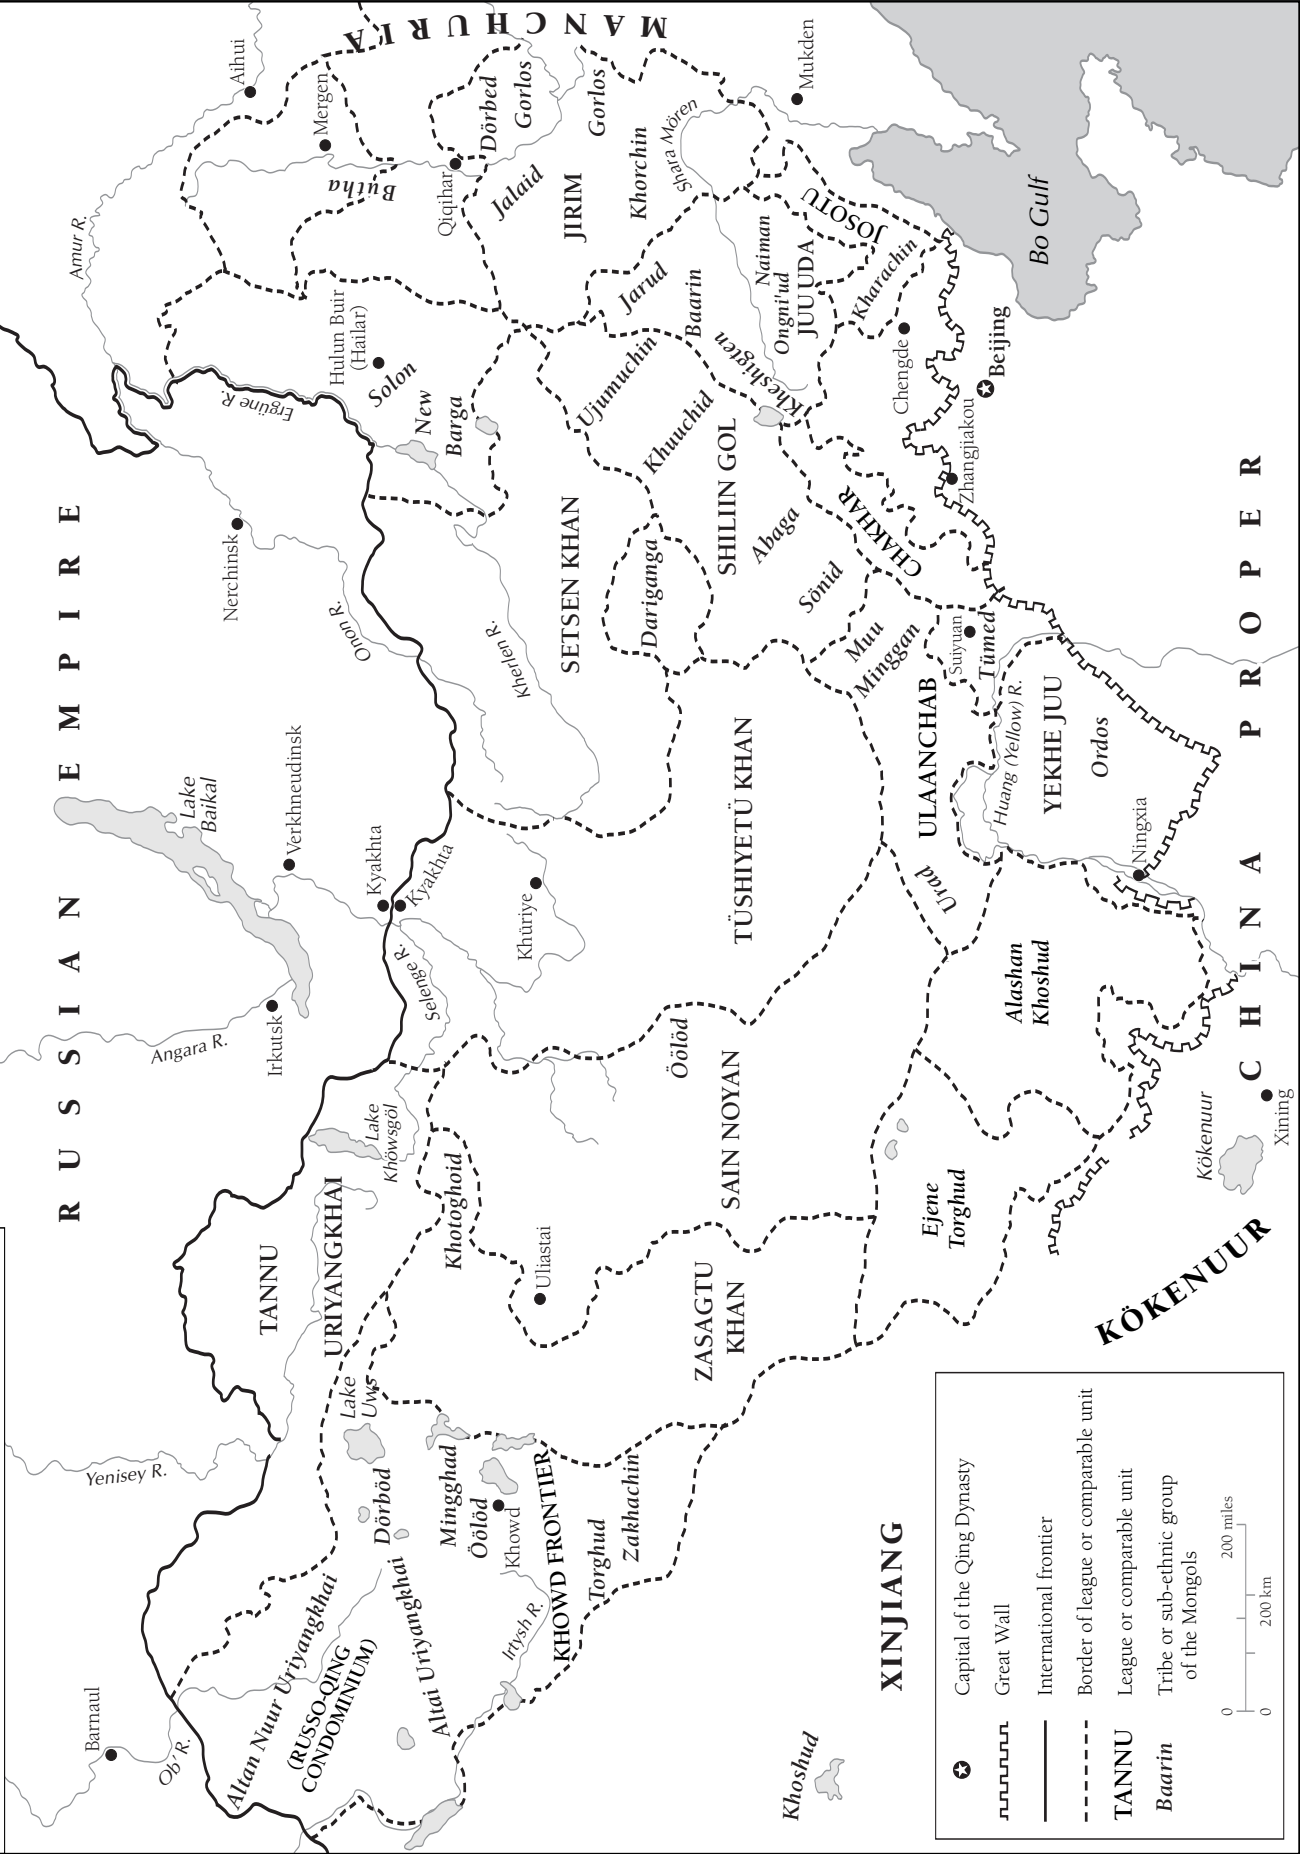 RUSSIAN EMPIRE
MANCHURIA
CHINA PROPER
XINJIANG
KÖKENUUR
Barnaul
Ob' R.
Altan Nuur Uriyangkhai
(RUSSO-QING
CONDOMINIUM)
Altai Uriyangkhai
Irtysh R.
Yenisey R.
TANNU
URIYANGKHAI
Lake
Uws
Dörböd
Mingghad
Öölöd
Khowd
KHOWD FRONTIER
Torghud
Zakhachin
Khoshud
Angara R.
Irkutsk
Lake
Baikal
Verkhneudinsk
Kyakhta
Kyakhta
Selenge R.
Lake
Khöwsgöl
Khotoghoid
Uliastai
ZASAGTU
KHAN
SAIN NOYAN
Öölöd
Khüriye
TÜSHIYETÜ KHAN
Ejene
Torghud
Alashan
Khoshud
Urad
Kökenuur
Xining
Ningxia
Nerchinsk
Onon R.
Kherlen R.
SETSEN KHAN
Dariganga
SHILIIN GOL
Ujumuchin
Khuuchid
Abaga
Sönid
Kheshigten
Muu
Minggan
ULAANCHAB
Suiyuan
Tümed
Huang (Yellow) R.
YEKHE JUU
Ordos
CHAKHAR
Zhangjiakou
Beijing
Chengde
Amur R.
Aihui
Mergen
Butha
Qiqihar
Dörbed
Gorlos
Gorlos
Jalaid
JIRIM
Khorchin
Shara Mören
Mukden
Hulun Buir
(Hailar)
Solon
Ergüne R.
New
Barga
Jarud
Baarin
Naiman
Ongni'ud
JUU UDA
JOSOTU
Kharachin
Bo Gulf
Capital of the Qing Dynasty
Great Wall
International frontier
Border of league or comparable unit
TANNU League or comparable unit
Baarin Tribe or sub-ethnic group
of the Mongols
0 200 miles
0 200 km